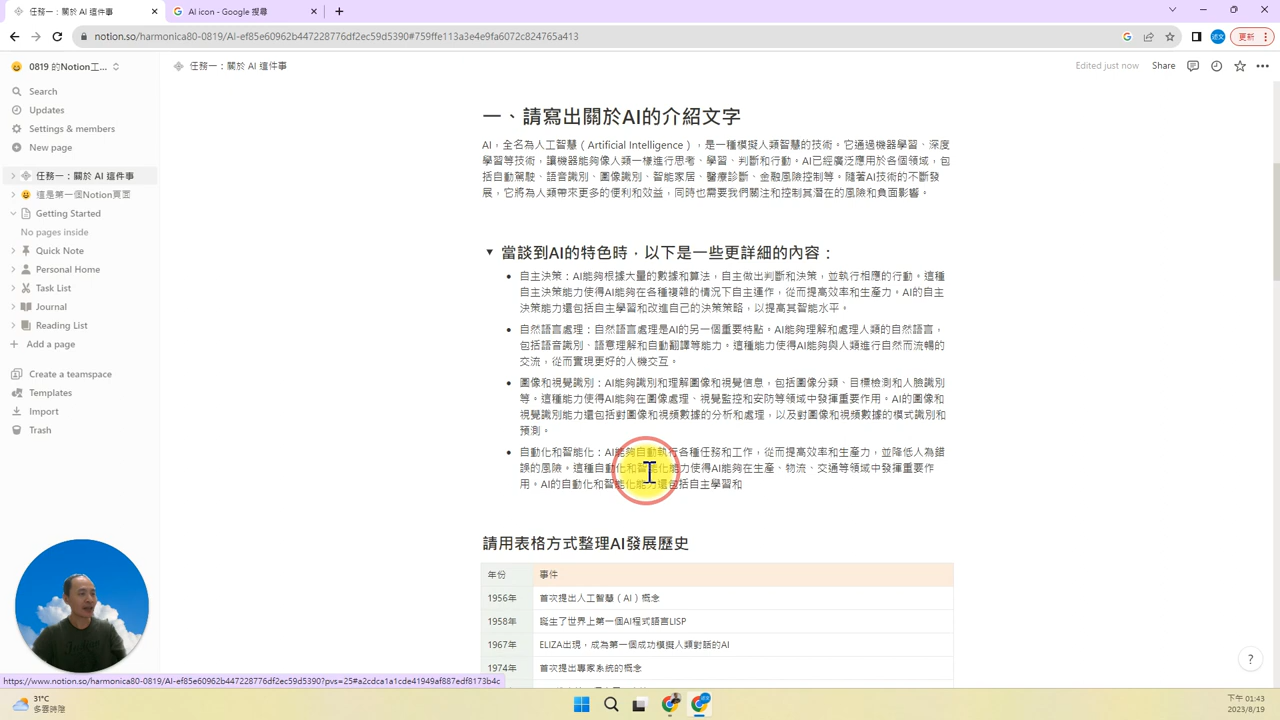 任務一：關於 AI 這件事
AI icon - Google 搜尋
notion.so/harmonica80-0819/AI-ef85e60962b447228776df2ec59d5390#759ffe113a3e4e9fa6072c824765a413
更新
0819 的Notion工...
任務一：關於 AI 這件事
Edited just now
Share
Search
Updates
Settings & members
New page
任務一：關於 AI 這件事
這是第一個Notion頁面
Getting Started
No pages inside
Quick Note
Personal Home
Task List
Journal
Reading List
Add a page
Create a teamspace
Templates
Import
Trash
一、請寫出關於AI的介紹文字
AI，全名為人工智慧（Artificial Intelligence），是一種模擬人類智慧的技術。它通過機器學習、深度
學習等技術，讓機器能夠像人類一樣進行思考、學習、判斷和行動。AI已經廣泛應用於各個領域，包
括自動駕駛、語音識別、圖像識別、智能家居、醫療診斷、金融風險控制等。隨著AI技術的不斷發
展，它將為人類帶來更多的便利和效益，同時也需要我們關注和控制其潛在的風險和負面影響。
當談到AI的特色時，以下是一些更詳細的內容：
自主決策：AI能夠根據大量的數據和算法，自主做出判斷和決策，並執行相應的行動。這種
自主決策能力使得AI能夠在各種複雜的情況下自主運作，從而提高效率和生產力。AI的自主
決策能力還包括自主學習和改進自己的決策策略，以提高其智能水平。
自然語言處理：自然語言處理是AI的另一個重要特點。AI能夠理解和處理人類的自然語言，
包括語音識別、語意理解和自動翻譯等能力。這種能力使得AI能夠與人類進行自然而流暢的
交流，從而實現更好的人機交互。
圖像和視覺識別：AI能夠識別和理解圖像和視覺信息，包括圖像分類、目標檢測和人臉識別
等。這種能力使得AI能夠在圖像處理、視覺監控和安防等領域中發揮重要作用。AI的圖像和
視覺識別能力還包括對圖像和視頻數據的分析和處理，以及對圖像和視頻數據的模式識別和
預測。
自動化和智能化：AI能夠自動執行各種任務和工作，從而提高效率和生產力，並降低人為錯
誤的風險。這種自動化和智能化能力使得AI能夠在生產、物流、交通等領域中發揮重要作
用。AI的自動化和智能化能力還包括自主學習和
請用表格方式整理AI發展歷史
年份 事件
1956年 首次提出人工智慧（AI）概念
1958年 誕生了世界上第一個AI程式語言LISP
1967年 ELIZA出現，成為第一個成功模擬人類對話的AI
1974年 首次提出專家系統的概念
?
https://www.notion.so/harmonica80-0819/AI-ef85e60962b447228776df2ec59d5390?pvs=25#a2cdca1a1cde41949af887edf8173b4c
31°C
多雲時陰
下午 01:43
2023/8/19